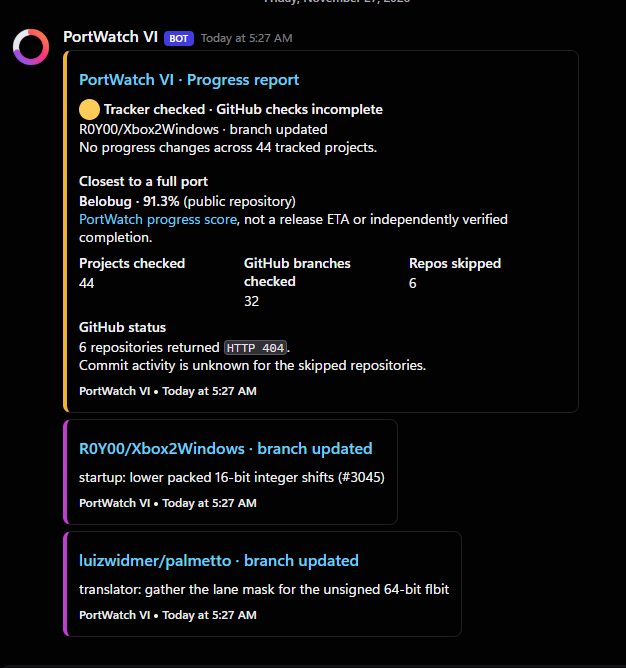 PortWatch VI BOT Today at 5:27 AM
PortWatch VI · Progress report
Tracker checked · GitHub checks incomplete
R0Y00/Xbox2Windows · branch updated
No progress changes across 44 tracked projects.
Closest to a full port
Belobug · 91.3% (public repository)
PortWatch progress score, not a release ETA or independently verified
completion.
Projects checked
44
GitHub branches
checked
32
Repos skipped
6
GitHub status
6 repositories returned HTTP 404.
Commit activity is unknown for the skipped repositories.
PortWatch VI • Today at 5:27 AM
R0Y00/Xbox2Windows · branch updated
startup: lower packed 16-bit integer shifts (#3045)
PortWatch VI • Today at 5:27 AM
luizwidmer/palmetto · branch updated
translator: gather the lane mask for the unsigned 64-bit flbit
PortWatch VI • Today at 5:27 AM